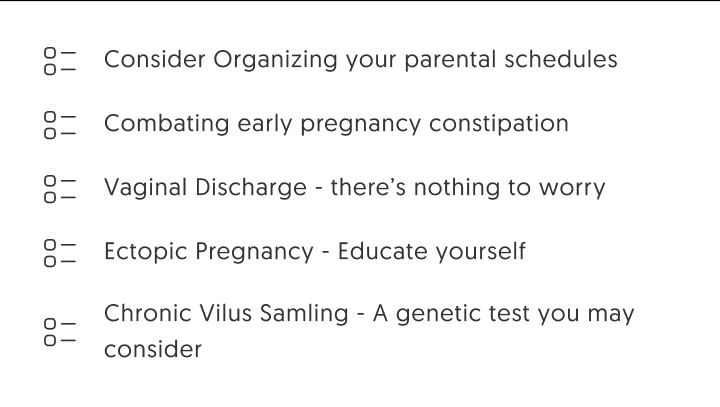 Consider Organizing your parental schedules
Combating early pregnancy constipation
Vaginal Discharge - there's nothing to worry
Ectopic Pregnancy - Educate yourself
Chronic Vilus Samling - A genetic test you may
consider